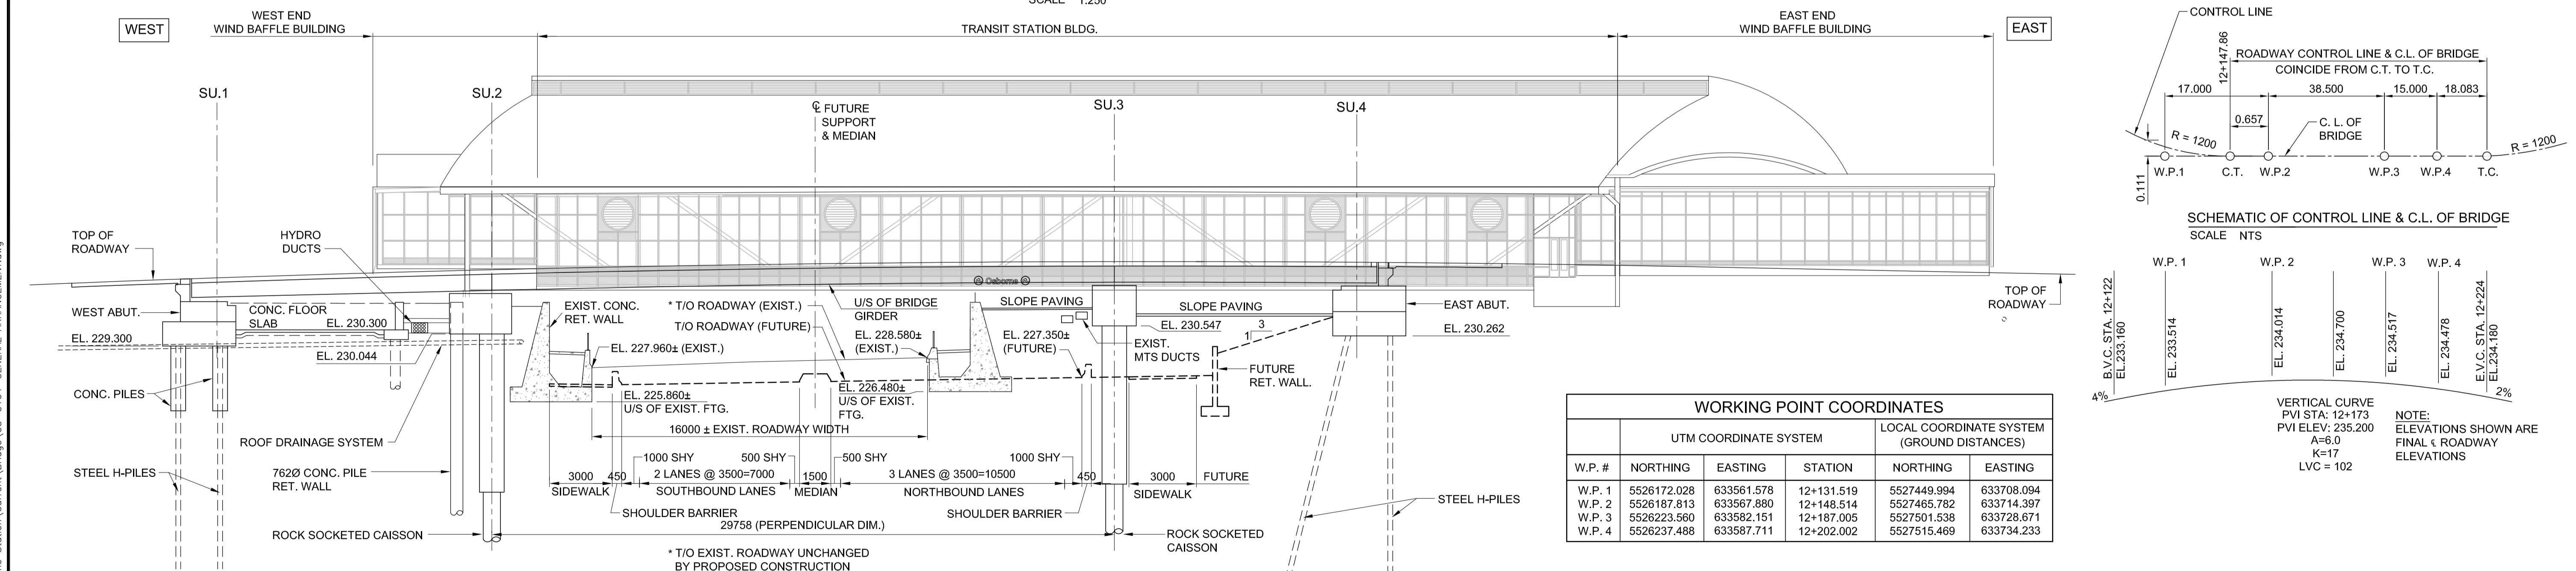 SCALE 1:250
WEST
WEST END
WIND BAFFLE BUILDING
TRANSIT STATION BLDG.
EAST END
WIND BAFFLE BUILDING
EAST
SU.1
SU.2
℄ FUTURE
SUPPORT
& MEDIAN
SU.3
SU.4
TOP OF
ROADWAY
HYDRO
DUCTS
Osborne
WEST ABUT.
CONC. FLOOR
SLAB
EL. 230.300
EL. 229.300
EL. 230.044
CONC. PILES
ROOF DRAINAGE SYSTEM
STEEL H-PILES
762Ø CONC. PILE
RET. WALL
ROCK SOCKETED CAISSON
EXIST. CONC.
RET. WALL
* T/O ROADWAY (EXIST.)
T/O ROADWAY (FUTURE)
U/S OF BRIDGE
GIRDER
EL. 227.960± (EXIST.)
EL. 228.580±
(EXIST.)
EL. 225.860±
U/S OF EXIST. FTG.
EL. 226.480±
U/S OF EXIST.
FTG.
SLOPE PAVING
SLOPE PAVING
EL. 227.350±
(FUTURE)
EL. 230.547
EXIST.
MTS DUCTS
1
3
EAST ABUT.
EL. 230.262
FUTURE
RET. WALL.
TOP OF
ROADWAY
16000 ± EXIST. ROADWAY WIDTH
1000 SHY
500 SHY
500 SHY
1000 SHY
3000
450
2 LANES @ 3500=7000
1500
3 LANES @ 3500=10500
450
3000
FUTURE
SIDEWALK
SOUTHBOUND LANES
MEDIAN
NORTHBOUND LANES
SIDEWALK
SHOULDER BARRIER
SHOULDER BARRIER
29758 (PERPENDICULAR DIM.)
ROCK SOCKETED
CAISSON
STEEL H-PILES
* T/O EXIST. ROADWAY UNCHANGED
BY PROPOSED CONSTRUCTION
CONTROL LINE
12+147.86
ROADWAY CONTROL LINE & C.L. OF BRIDGE
COINCIDE FROM C.T. TO T.C.
17.000
38.500
15.000
18.083
0.657
C. L. OF
BRIDGE
R = 1200
R = 1200
0.111
W.P.1
C.T.
W.P.2
W.P.3
W.P.4
T.C.
SCHEMATIC OF CONTROL LINE & C.L. OF BRIDGE
SCALE NTS
W.P. 1
W.P. 2
W.P. 3
W.P. 4
B.V.C. STA. 12+122
EL.233.160
EL. 233.514
EL. 234.014
EL. 234.700
EL. 234.517
EL. 234.478
E.V.C. STA. 12+224
EL.234.180
4%
2%
VERTICAL CURVE
PVI STA: 12+173
PVI ELEV: 235.200
A=6.0
K=17
LVC = 102
NOTE:
ELEVATIONS SHOWN ARE
FINAL ℄ ROADWAY
ELEVATIONS
WORKING POINT COORDINATES
UTM COORDINATE SYSTEM
LOCAL COORDINATE SYSTEM
(GROUND DISTANCES)
W.P. # NORTHING EASTING STATION NORTHING EASTING
W.P. 1 5526172.028 633561.578 12+131.519 5527449.994 633708.094
W.P. 2 5526187.813 633567.880 12+148.514 5527465.782 633714.397
W.P. 3 5526223.560 633582.151 12+187.005 5527501.538 633728.671
W.P. 4 5526237.488 633587.711 12+202.002 5527515.469 633734.233